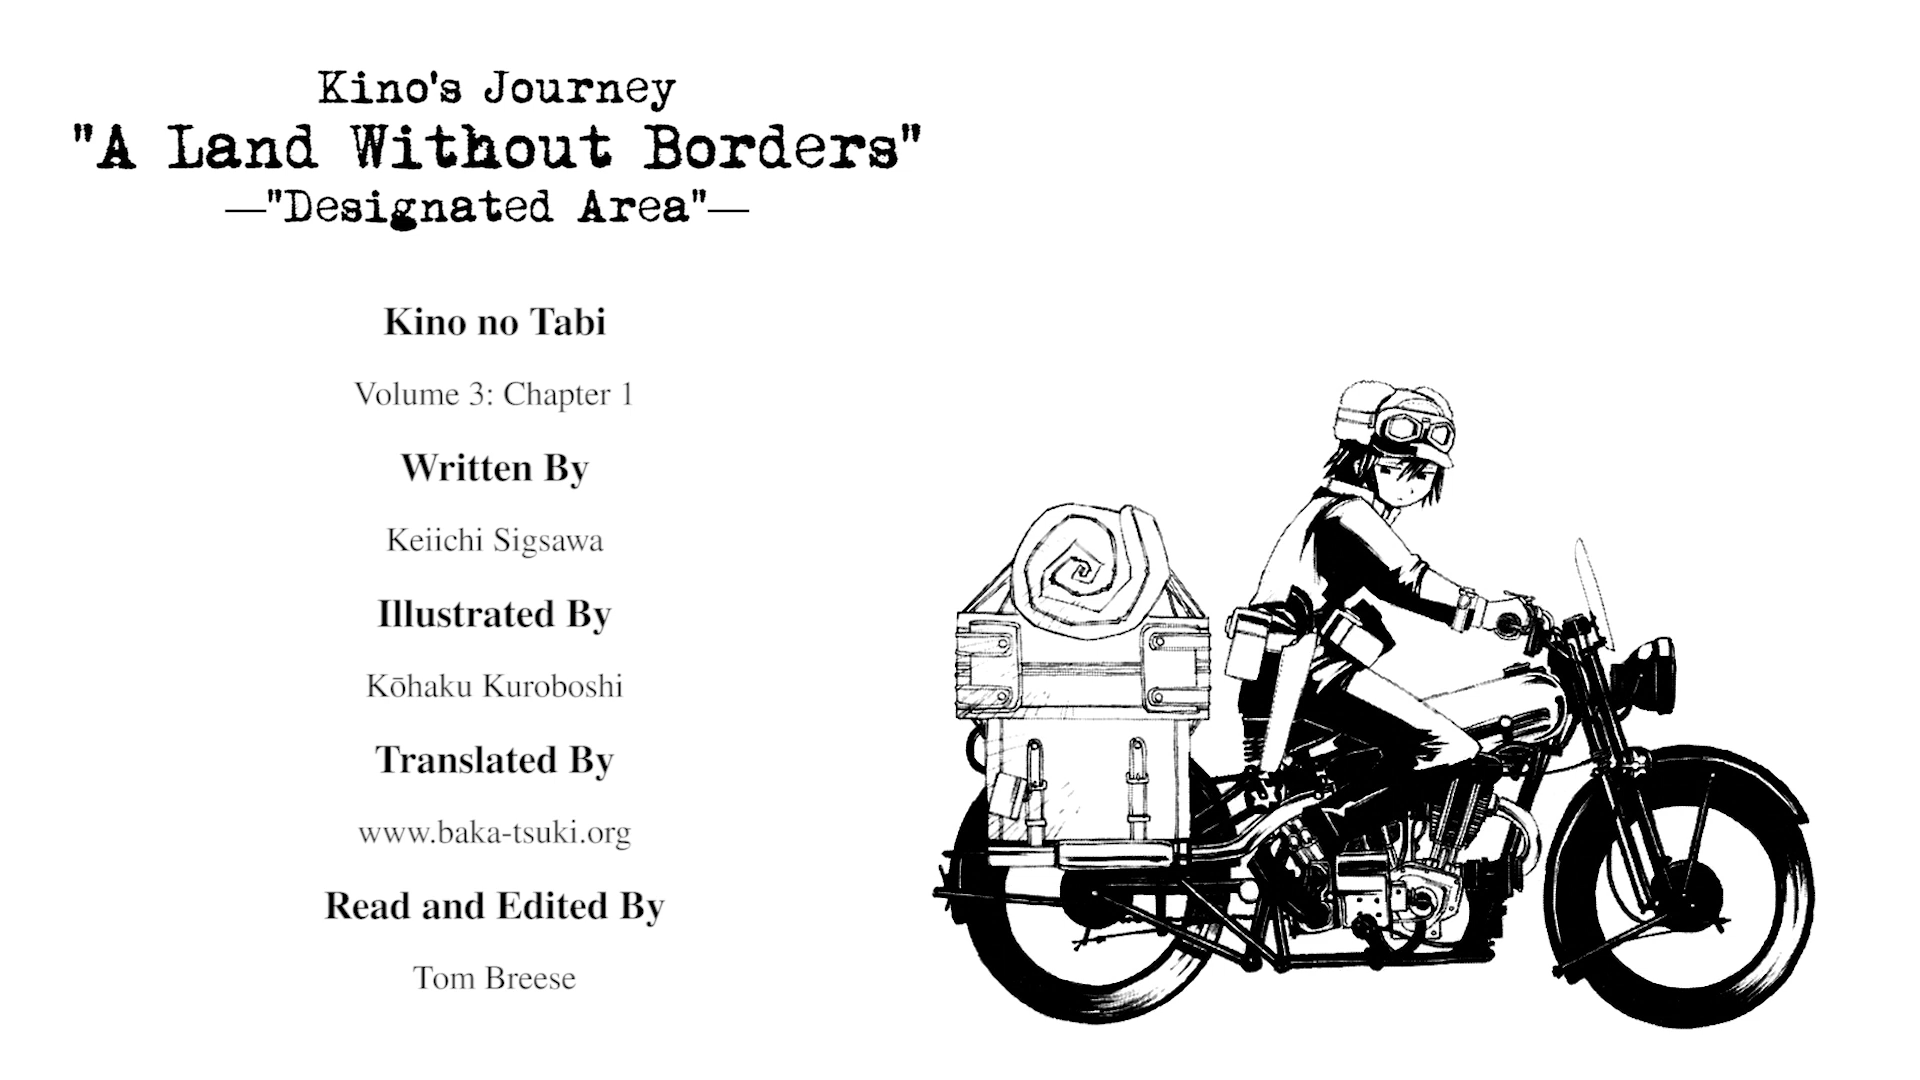 Kino's Journey
"A Land Without Borders"
—"Designated Area"—
Kino no Tabi
Volume 3: Chapter 1
Written By
Keiichi Sigsawa
Illustrated By
Kōhaku Kuroboshi
Translated By
www.baka-tsuki.org
Read and Edited By
Tom Breese